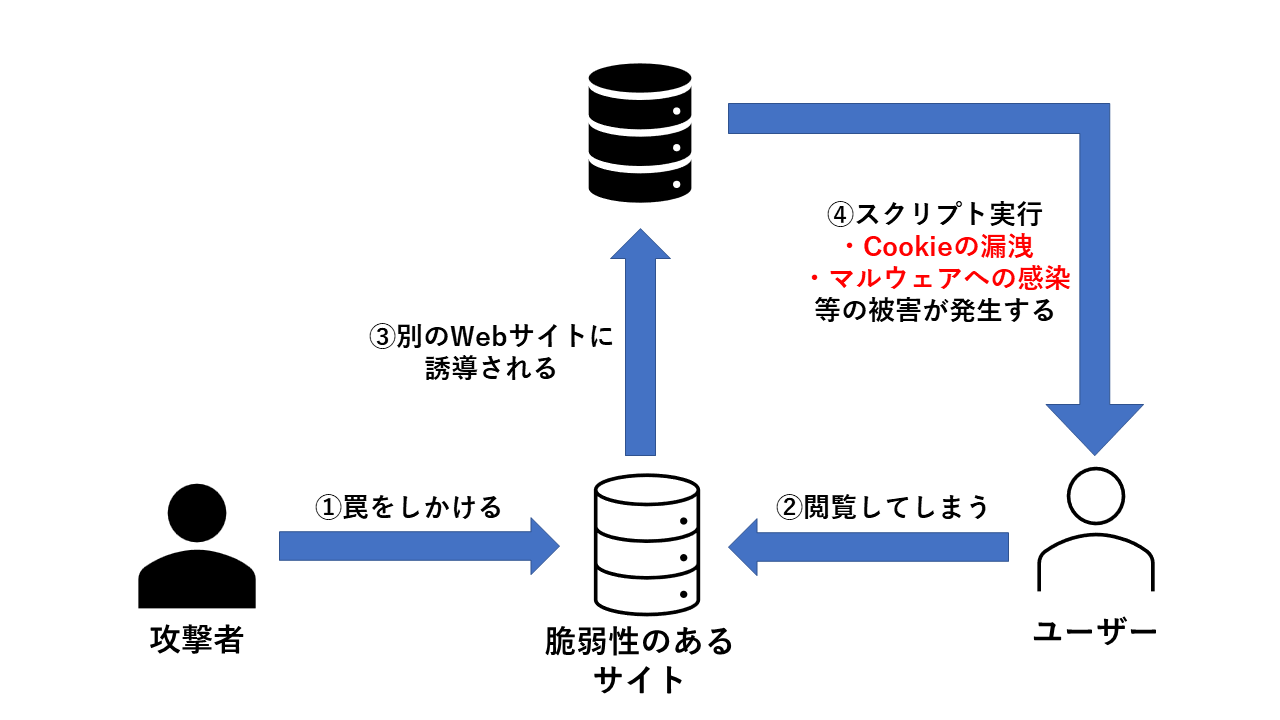 ④スクリプト実行
・Cookieの漏洩
・マルウェアへの感染
等の被害が発生する
③別のWebサイトに
誘導される
①罠をしかける
②閲覧してしまう
攻撃者
脆弱性のある
サイト
ユーザー